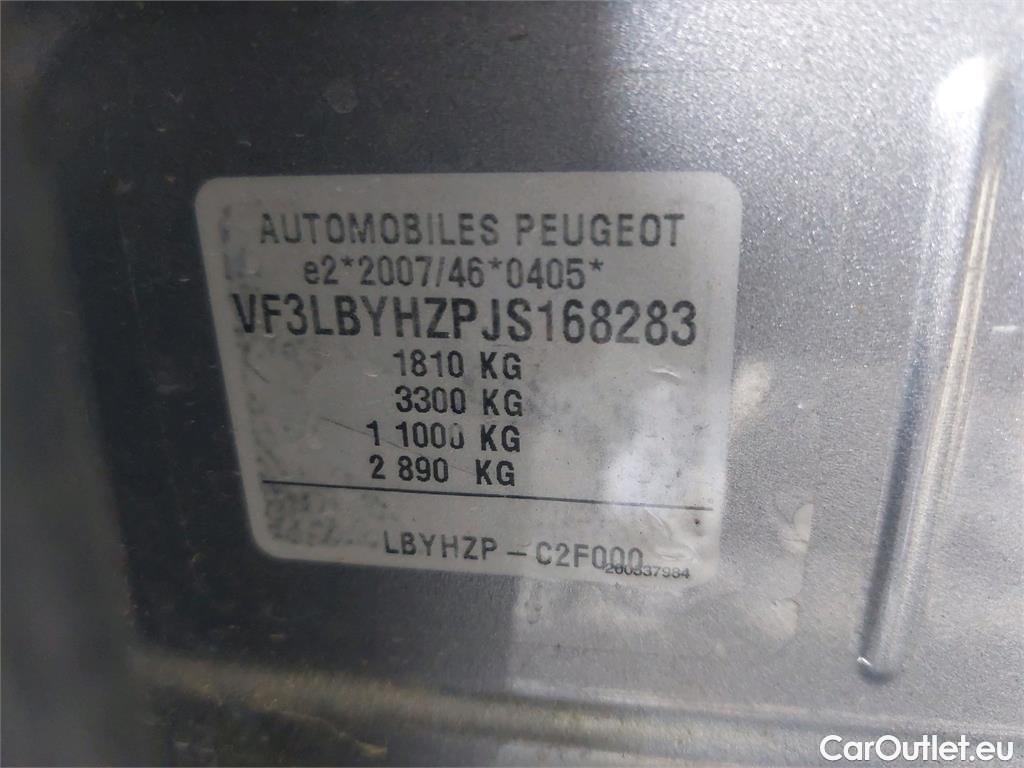 AUTOMOBILES PEUGEOT
e2*2007/46*0405*
VF3LBYHZPJS168283
1810 KG
3300 KG
1 1000 KG
2 890 KG
LBYHZP - C2F000
200337984
CarOutlet.eu